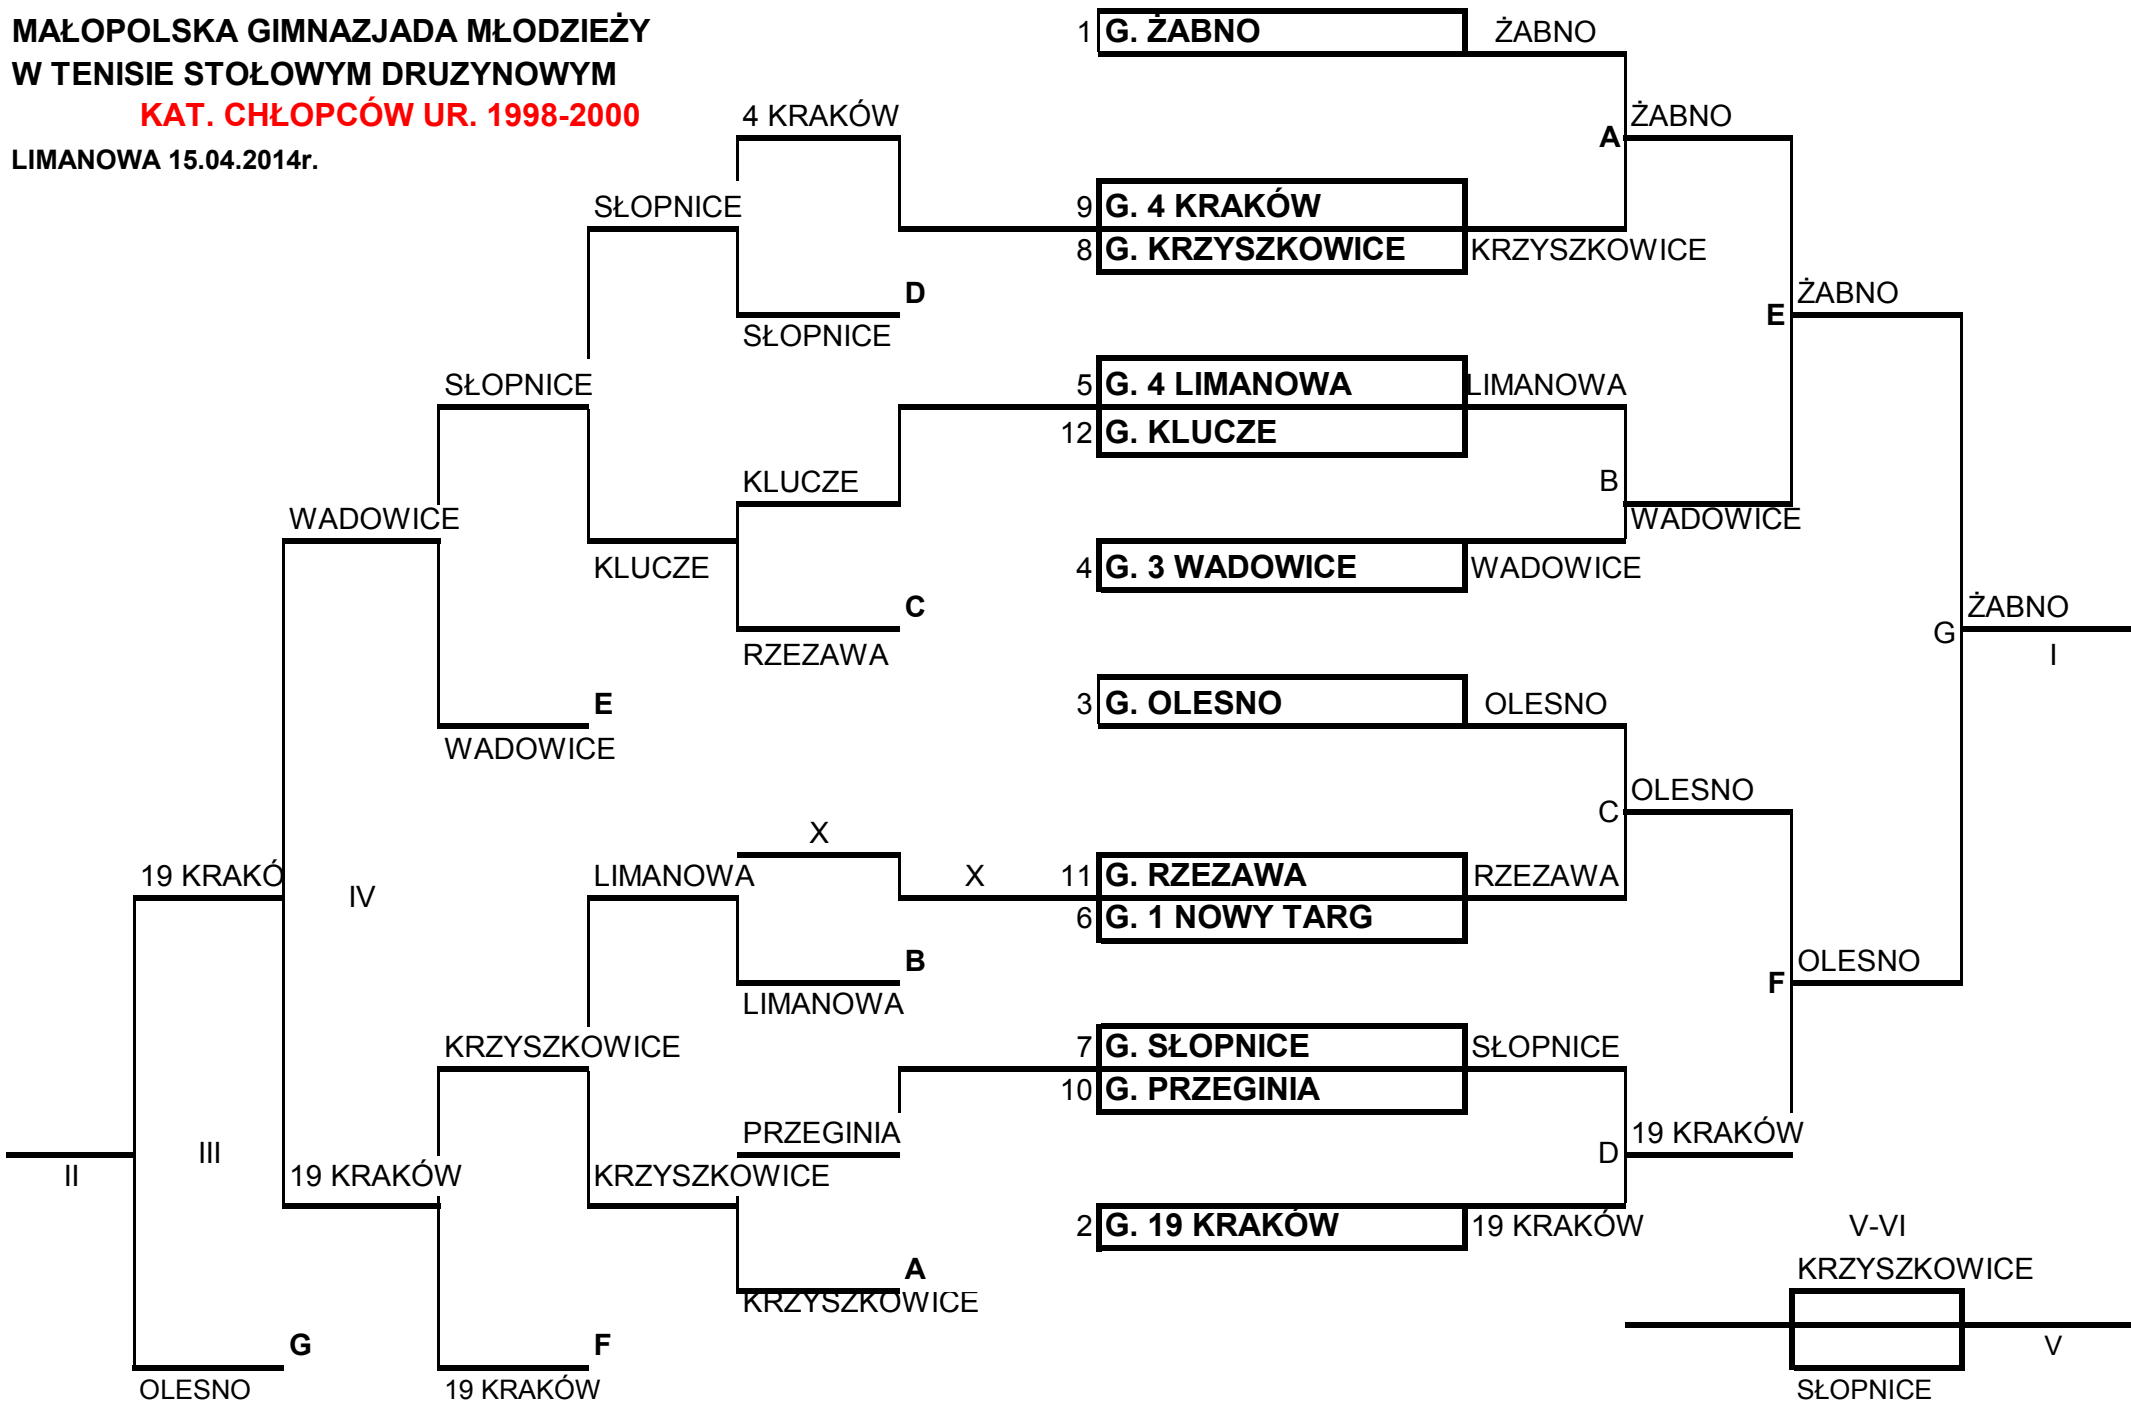 MAŁOPOLSKA GIMNAZJADA MŁODZIEŻY
W TENISIE STOŁOWYM DRUZYNOWYM
KAT. CHŁOPCÓW UR. 1998-2000
LIMANOWA 15.04.2014r.
1 G. ŻABNO ŻABNO
4 KRAKÓW A ŻABNO
SŁOPNICE 9 G. 4 KRAKÓW
8 G. KRZYSZKOWICE KRZYSZKOWICE
D ŻABNO
E
SŁOPNICE
SŁOPNICE 5 G. 4 LIMANOWA LIMANOWA
12 G. KLUCZE
KLUCZE B
WADOWICE WADOWICE
KLUCZE 4 G. 3 WADOWICE WADOWICE
C ŻABNO
G
RZEZAWA I
E 3 G. OLESNO OLESNO
WADOWICE
OLESNO
C
X
19 KRAKÓ IV LIMANOWA X 11 G. RZEZAWA RZEZAWA
6 G. 1 NOWY TARG
B OLESNO
F
LIMANOWA
KRZYSZKOWICE 7 G. SŁOPNICE SŁOPNICE
10 G. PRZEGINIA
PRZEGINIA 19 KRAKÓW
III D
II 19 KRAKÓW KRZYSZKOWICE
2 G. 19 KRAKÓW 19 KRAKÓW V-VI
A KRZYSZKOWICE
KRZYSZKOWICE
G F V
OLESNO 19 KRAKÓW SŁOPNICE